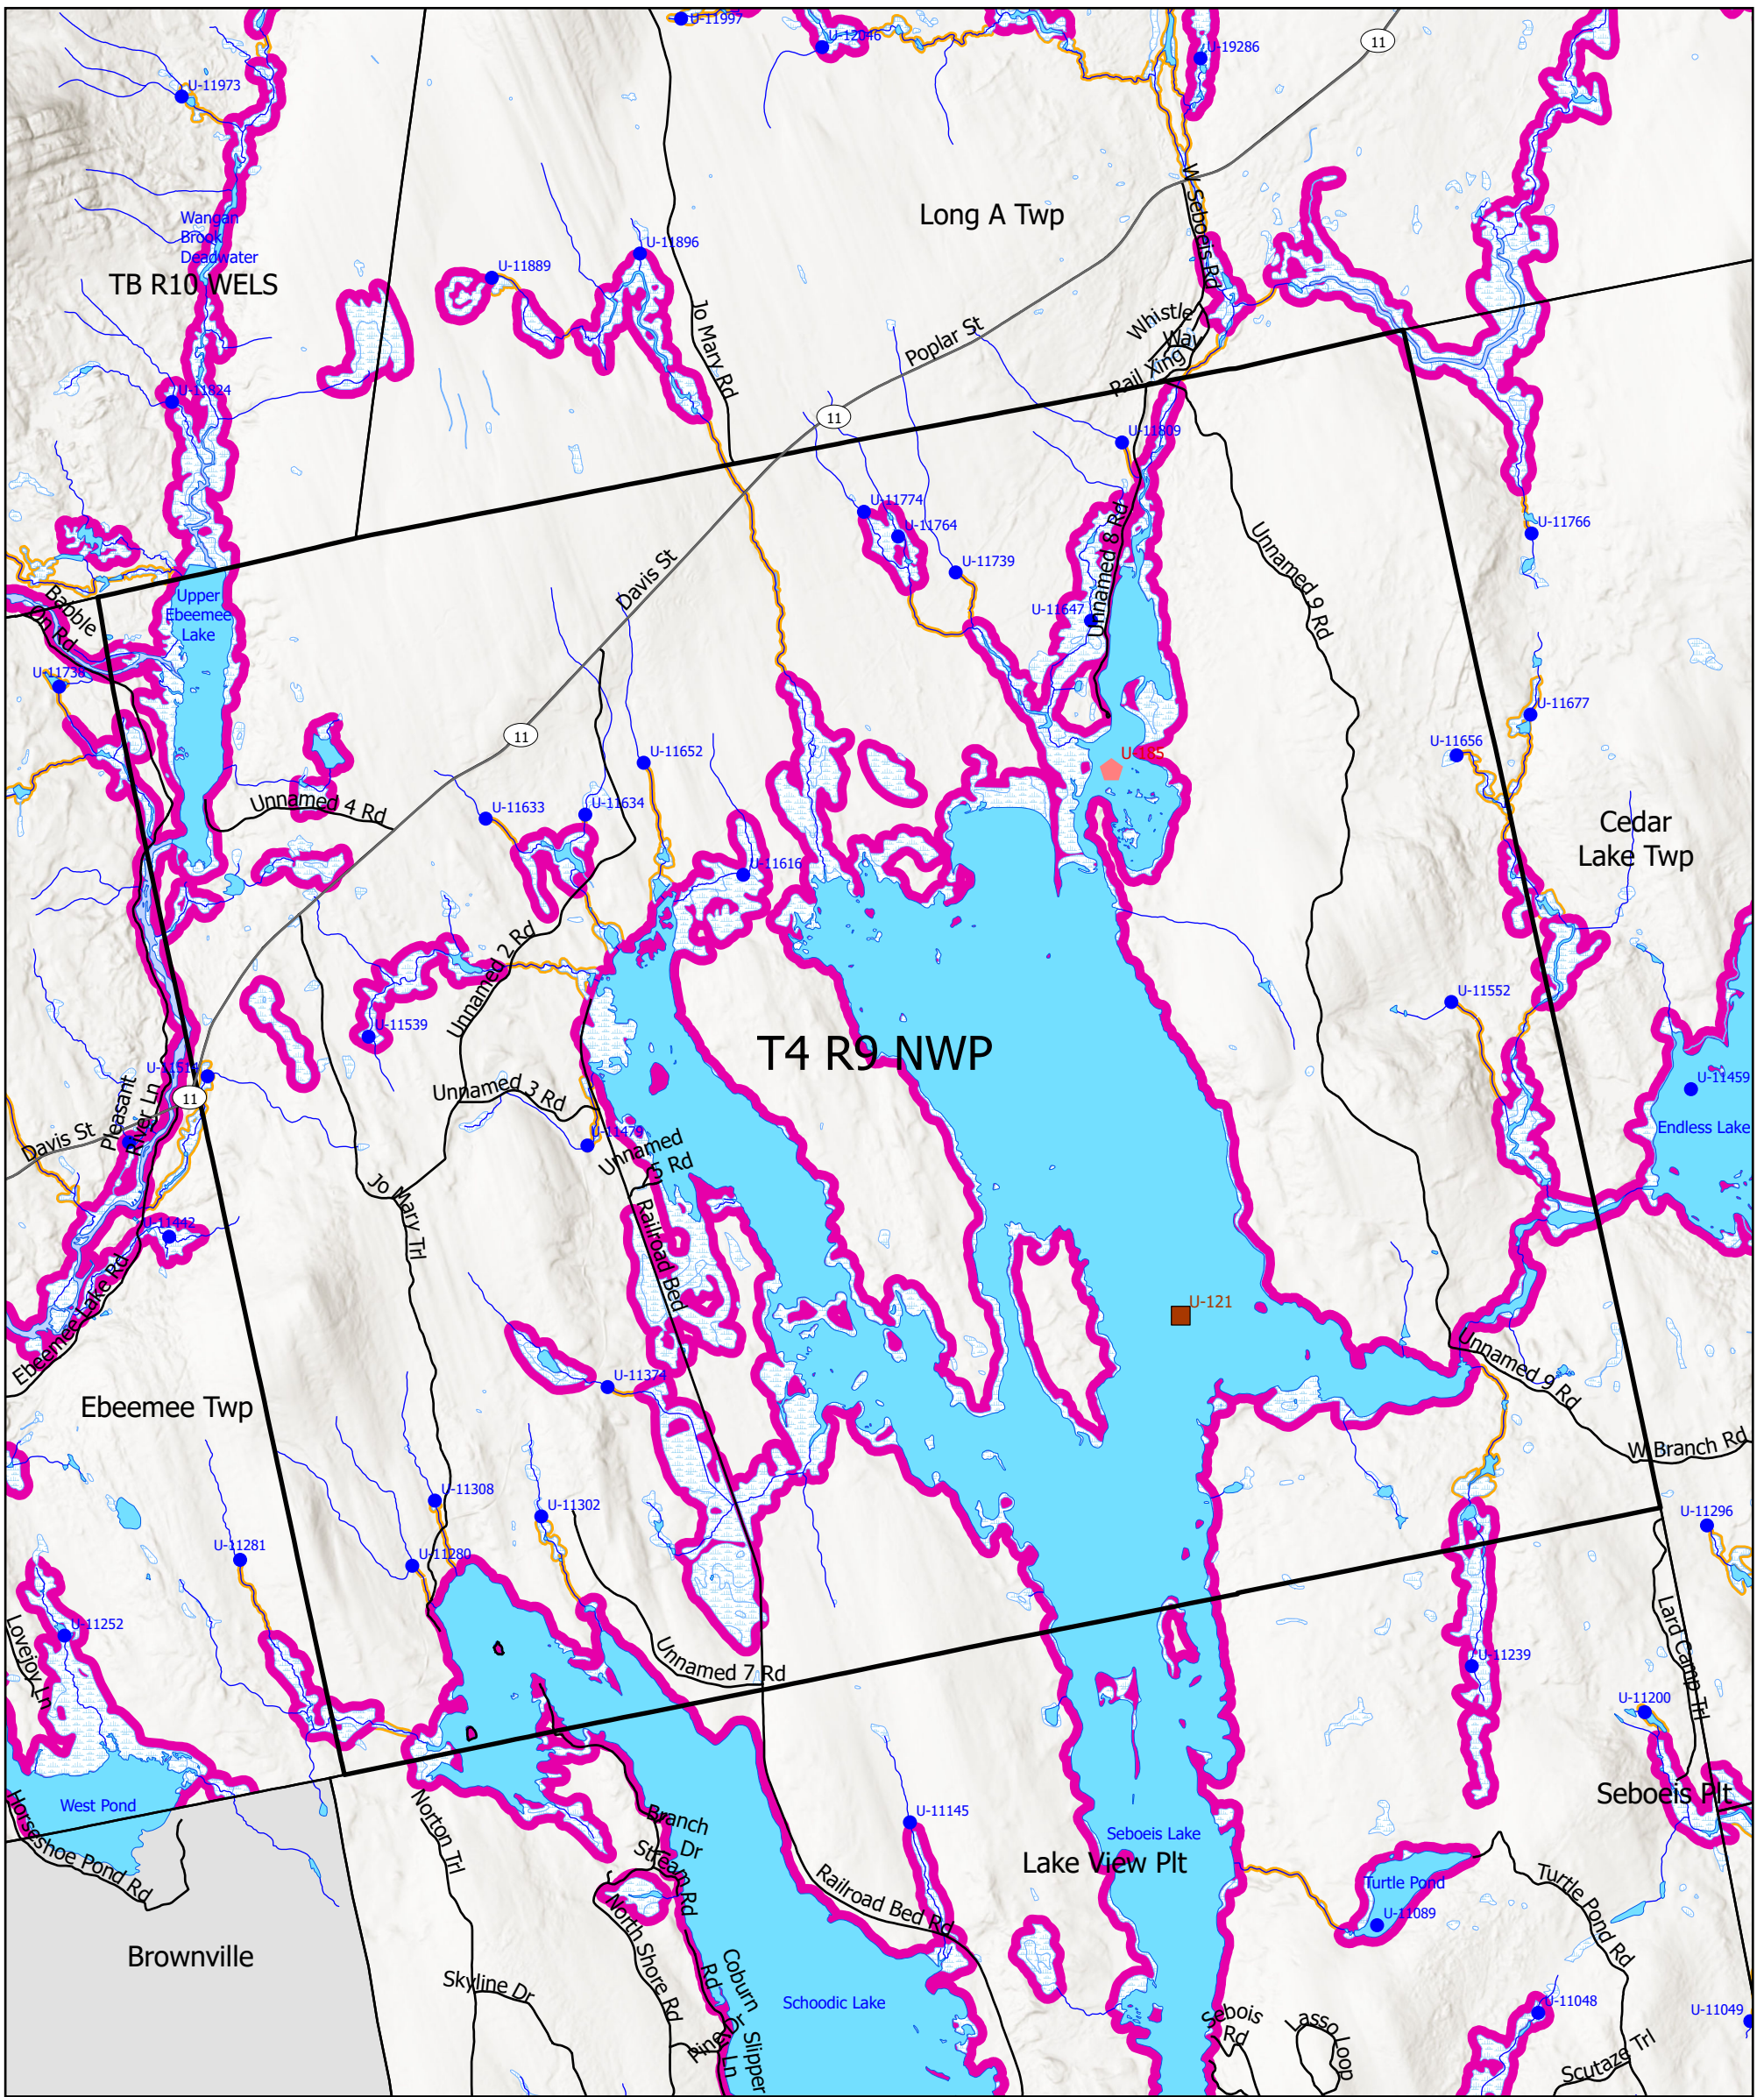 U-11997
U-12046
11
U-19286
U-11973
Wangan
Brook
Deadwater
TB R10 WELS
Long A Twp
W Seboeis Rd
U-11896
U-11889
Jo Mary Rd
Poplar St
Whistle
Way
Rail Xing
U-11824
11
U-11809
U-11774
U-11764
U-11766
Unnamed 8 Rd
Unnamed 9 Rd
U-11739
Davis St
Babble
On Rd
Upper
Ebeemee
Lake
U-11647
U-11738
U-11677
11
U-11652
U-185
U-11656
Unnamed 4 Rd
U-11633
U-11634
Cedar
Lake Twp
U-11616
Unnamed 2 Rd
U-11539
U-11552
T4 R9 NWP
U-11514
11
Pleasant
River Ln
Davis St
Unnamed 3 Rd
U-11459
Endless Lake
U-11479
Unnamed
5 Rd
Jo Mary Trl
Railroad Bed
U-11442
Ebeemee Lake Rd
U-121
Unnamed 9 Rd
U-11374
Ebeemee Twp
W Branch Rd
U-11308
U-11302
U-11296
U-11281
U-11280
U-11252
Lovejoy Ln
Unnamed 7 Rd
U-11239
Lard Camp Trl
U-11200
Seboeis Plt
West Pond
Horseshoe Pond Rd
Norton Trl
Branch
Dr
Stream Rd
U-11145
Seboeis Lake
Lake View Plt
Railroad Bed Rd
Turtle Pond
U-11089
Turtle Pond Rd
Brownville
North Shore Rd
Skyline Dr
Coburn
Rd
Schoodic Lake
Pine Dr
Slipper
Ln
Sebois
Rd
Lasso Loop
U-11048
U-11049
Scutaze Trl